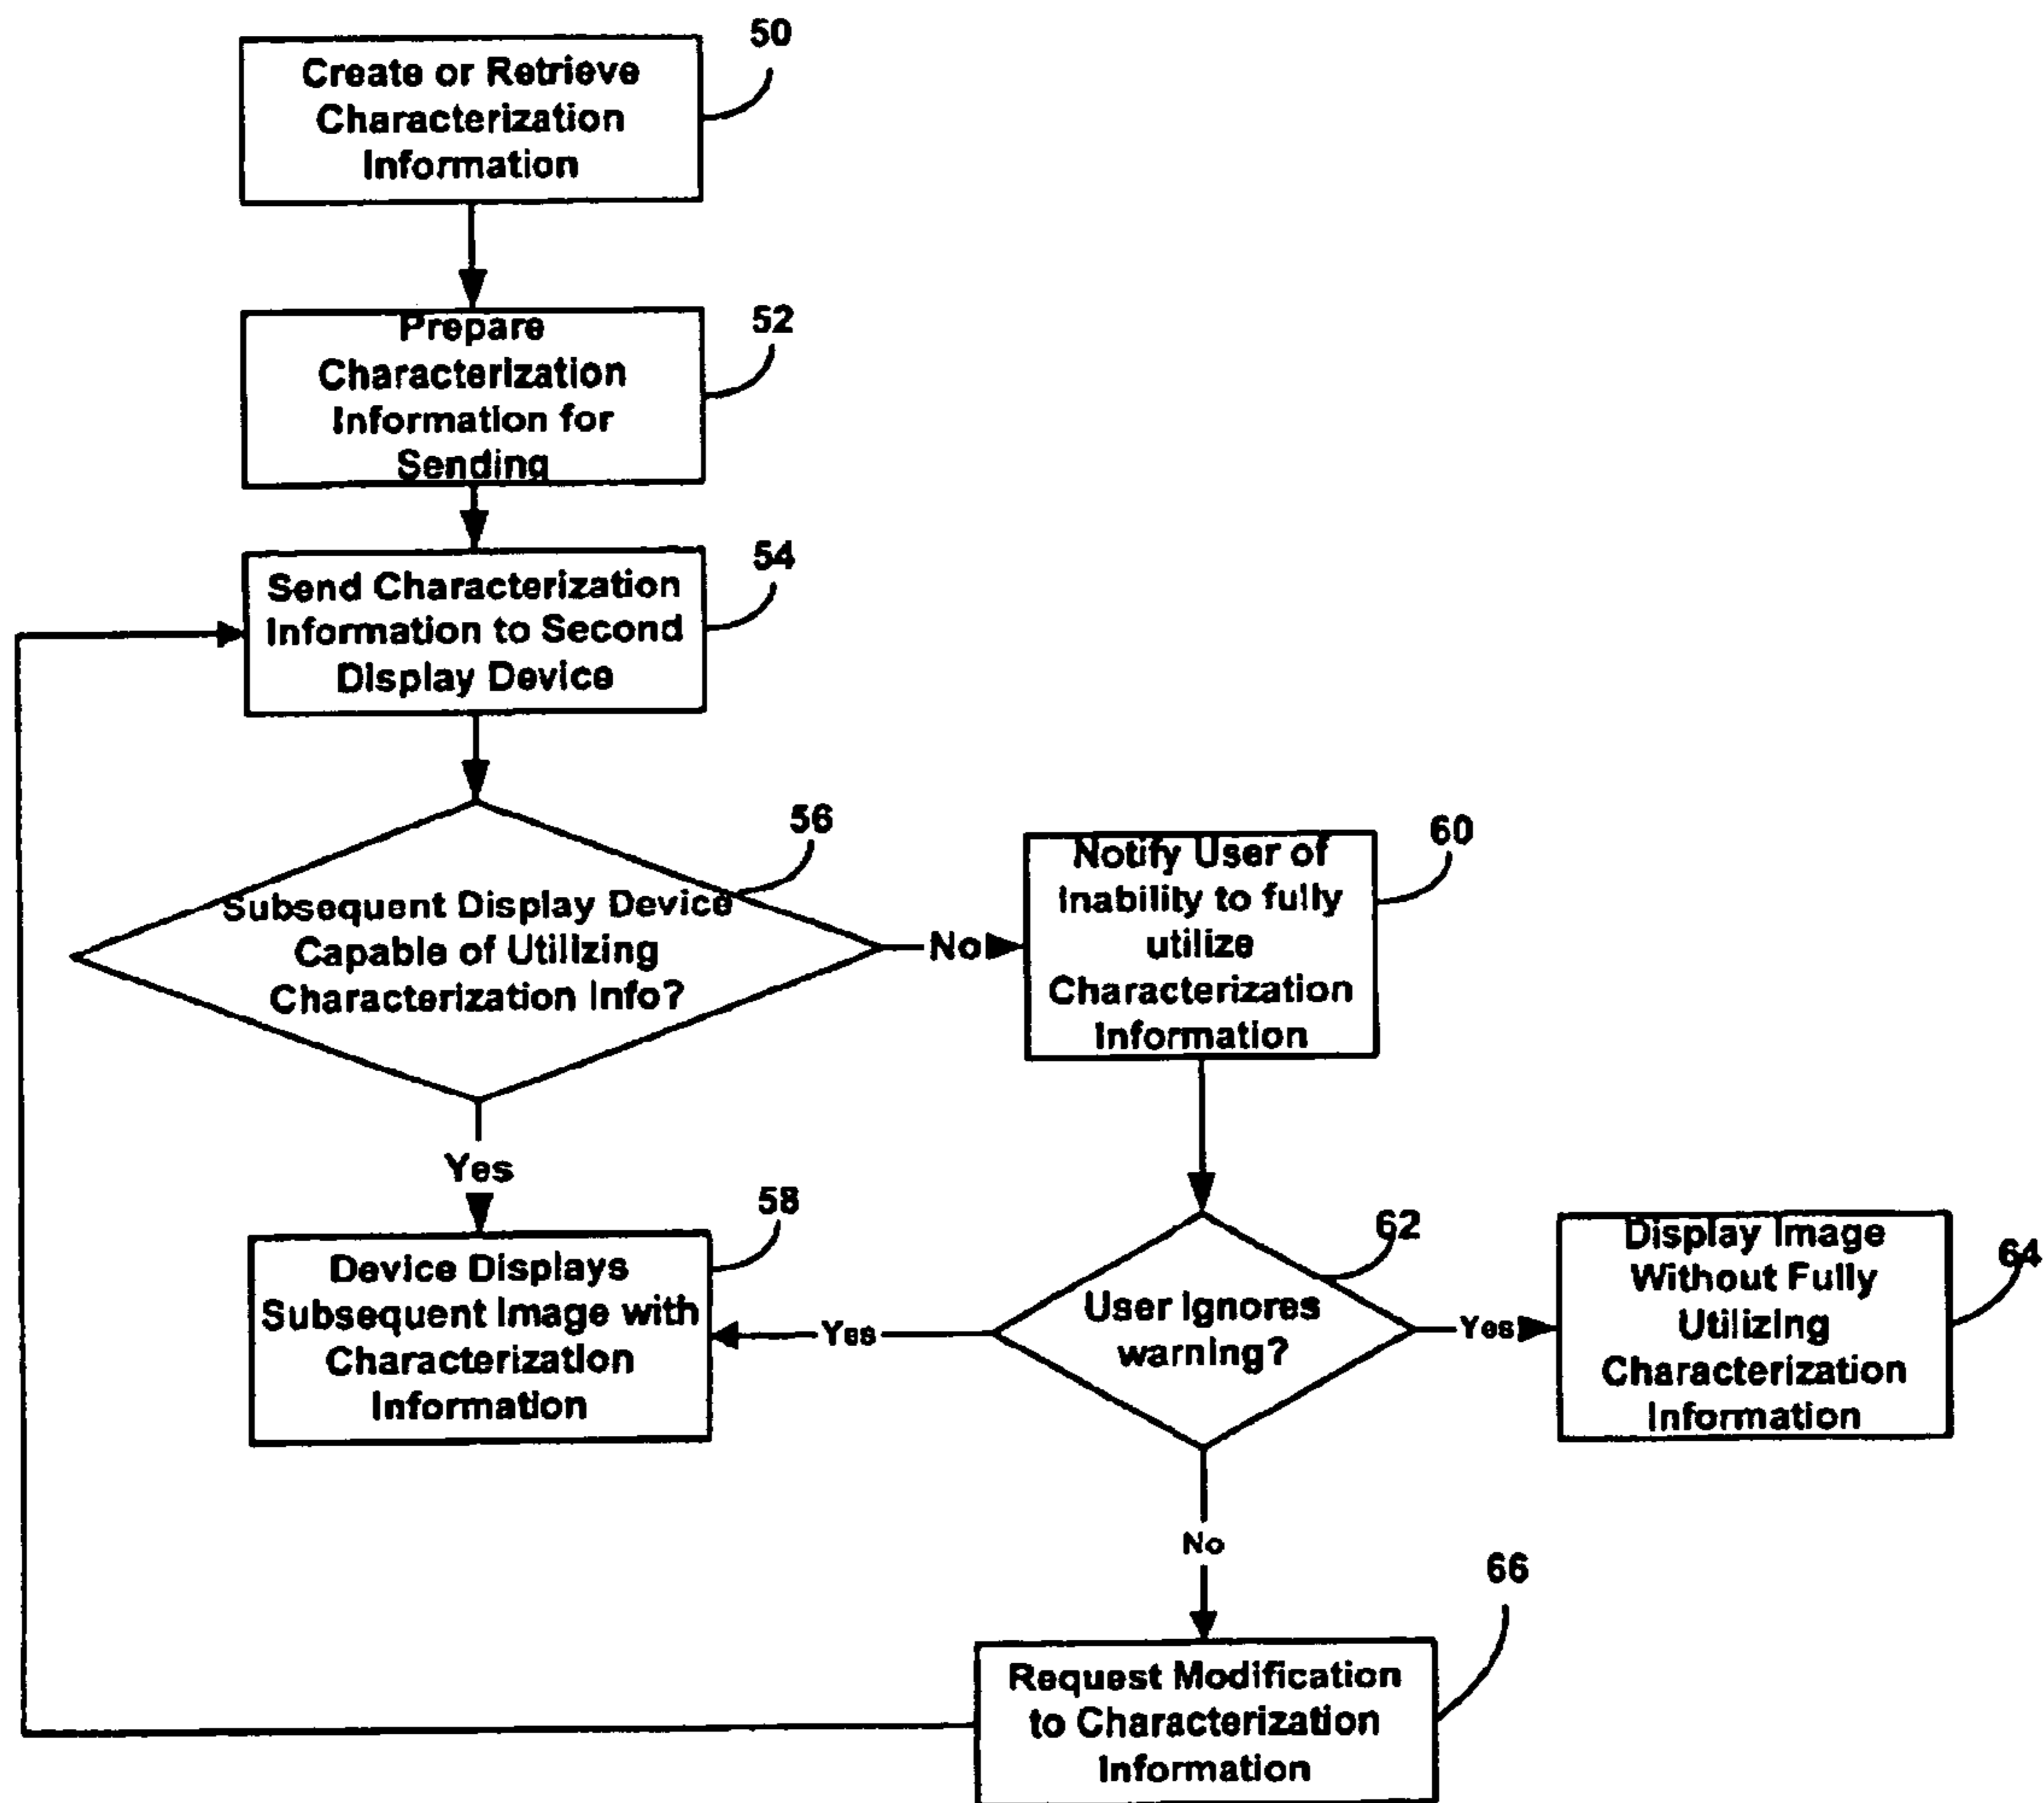 50
Create or Retrieve
Characterization
Information
52
Prepare
Characterization
Information for
Sending
54
Send Characterization
Information to Second
Display Device
56
Subsequent Display Device
Capable of Utilizing
Characterization Info?
No
60
Notify User of
Inability to fully
utilize
Characterization
Information
Yes
58
Device Displays
Subsequent Image with
Characterization
Information
Yes
62
User Ignores
warning?
Yes
64
Display Image
Without Fully
Utilizing
Characterization
Information
No
66
Request Modification
to Characterization
Information